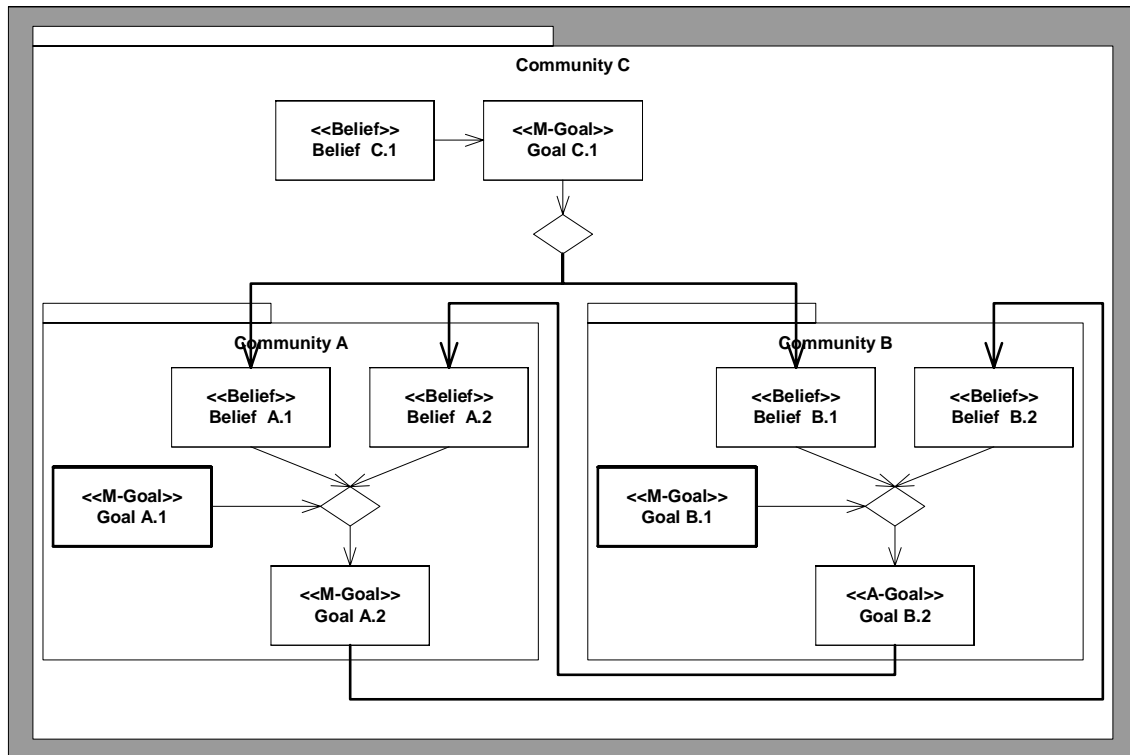 Community C
<<Belief>>
Belief C.1
<<M-Goal>>
Goal C.1
Community A
<<Belief>>
Belief A.1
<<Belief>>
Belief A.2
<<M-Goal>>
Goal A.1
<<M-Goal>>
Goal A.2
Community B
<<Belief>>
Belief B.1
<<Belief>>
Belief B.2
<<M-Goal>>
Goal B.1
<<A-Goal>>
Goal B.2